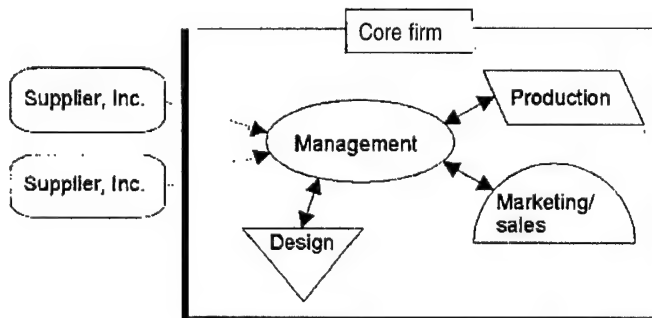 Core firm
Supplier, Inc.
Production
Management
Supplier, Inc.
Marketing/
sales
Design